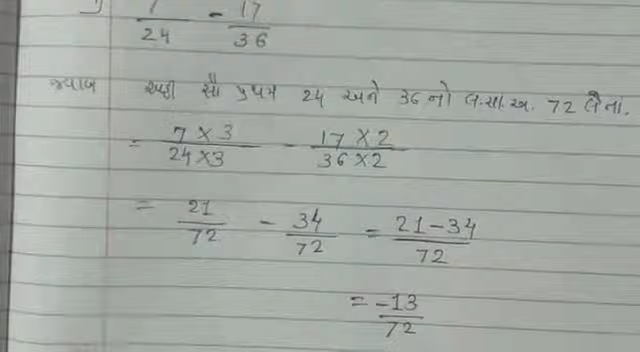 7/24 - 17/36
જવાબ અહીં સૌ પ્રથમ 24 અને 36નો લ.સા.અ. 72 લેતા.
= 7×3/24×3 - 17×2/36×2
= 21/72 - 34/72 = 21-34/72
= -13/72